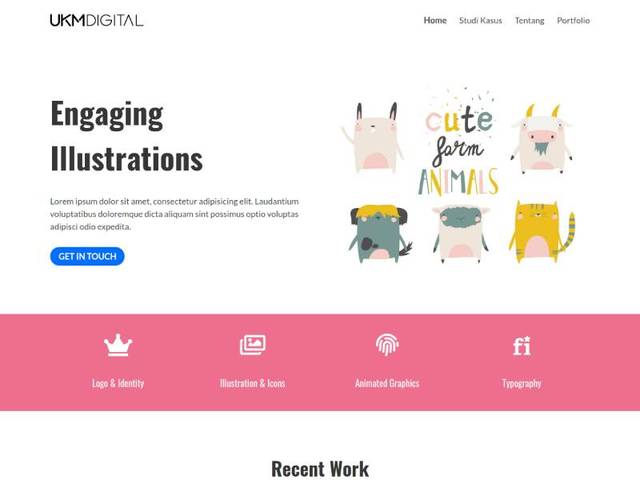 UKMDIGITAL
Home Studi Kasus Tentang Portfolio
Engaging
Illustrations
cute
farm
ANIMALS
Lorem ipsum dolor sit amet, consectetur adipisicing elit. Laudantium
voluptatibus doloremque dicta aliquam sint possimus optio voluptas
adipisci odio expedita.
GET IN TOUCH
fi
Logo & Identity
Illustration & Icons
Animated Graphics
Typography
Recent Work